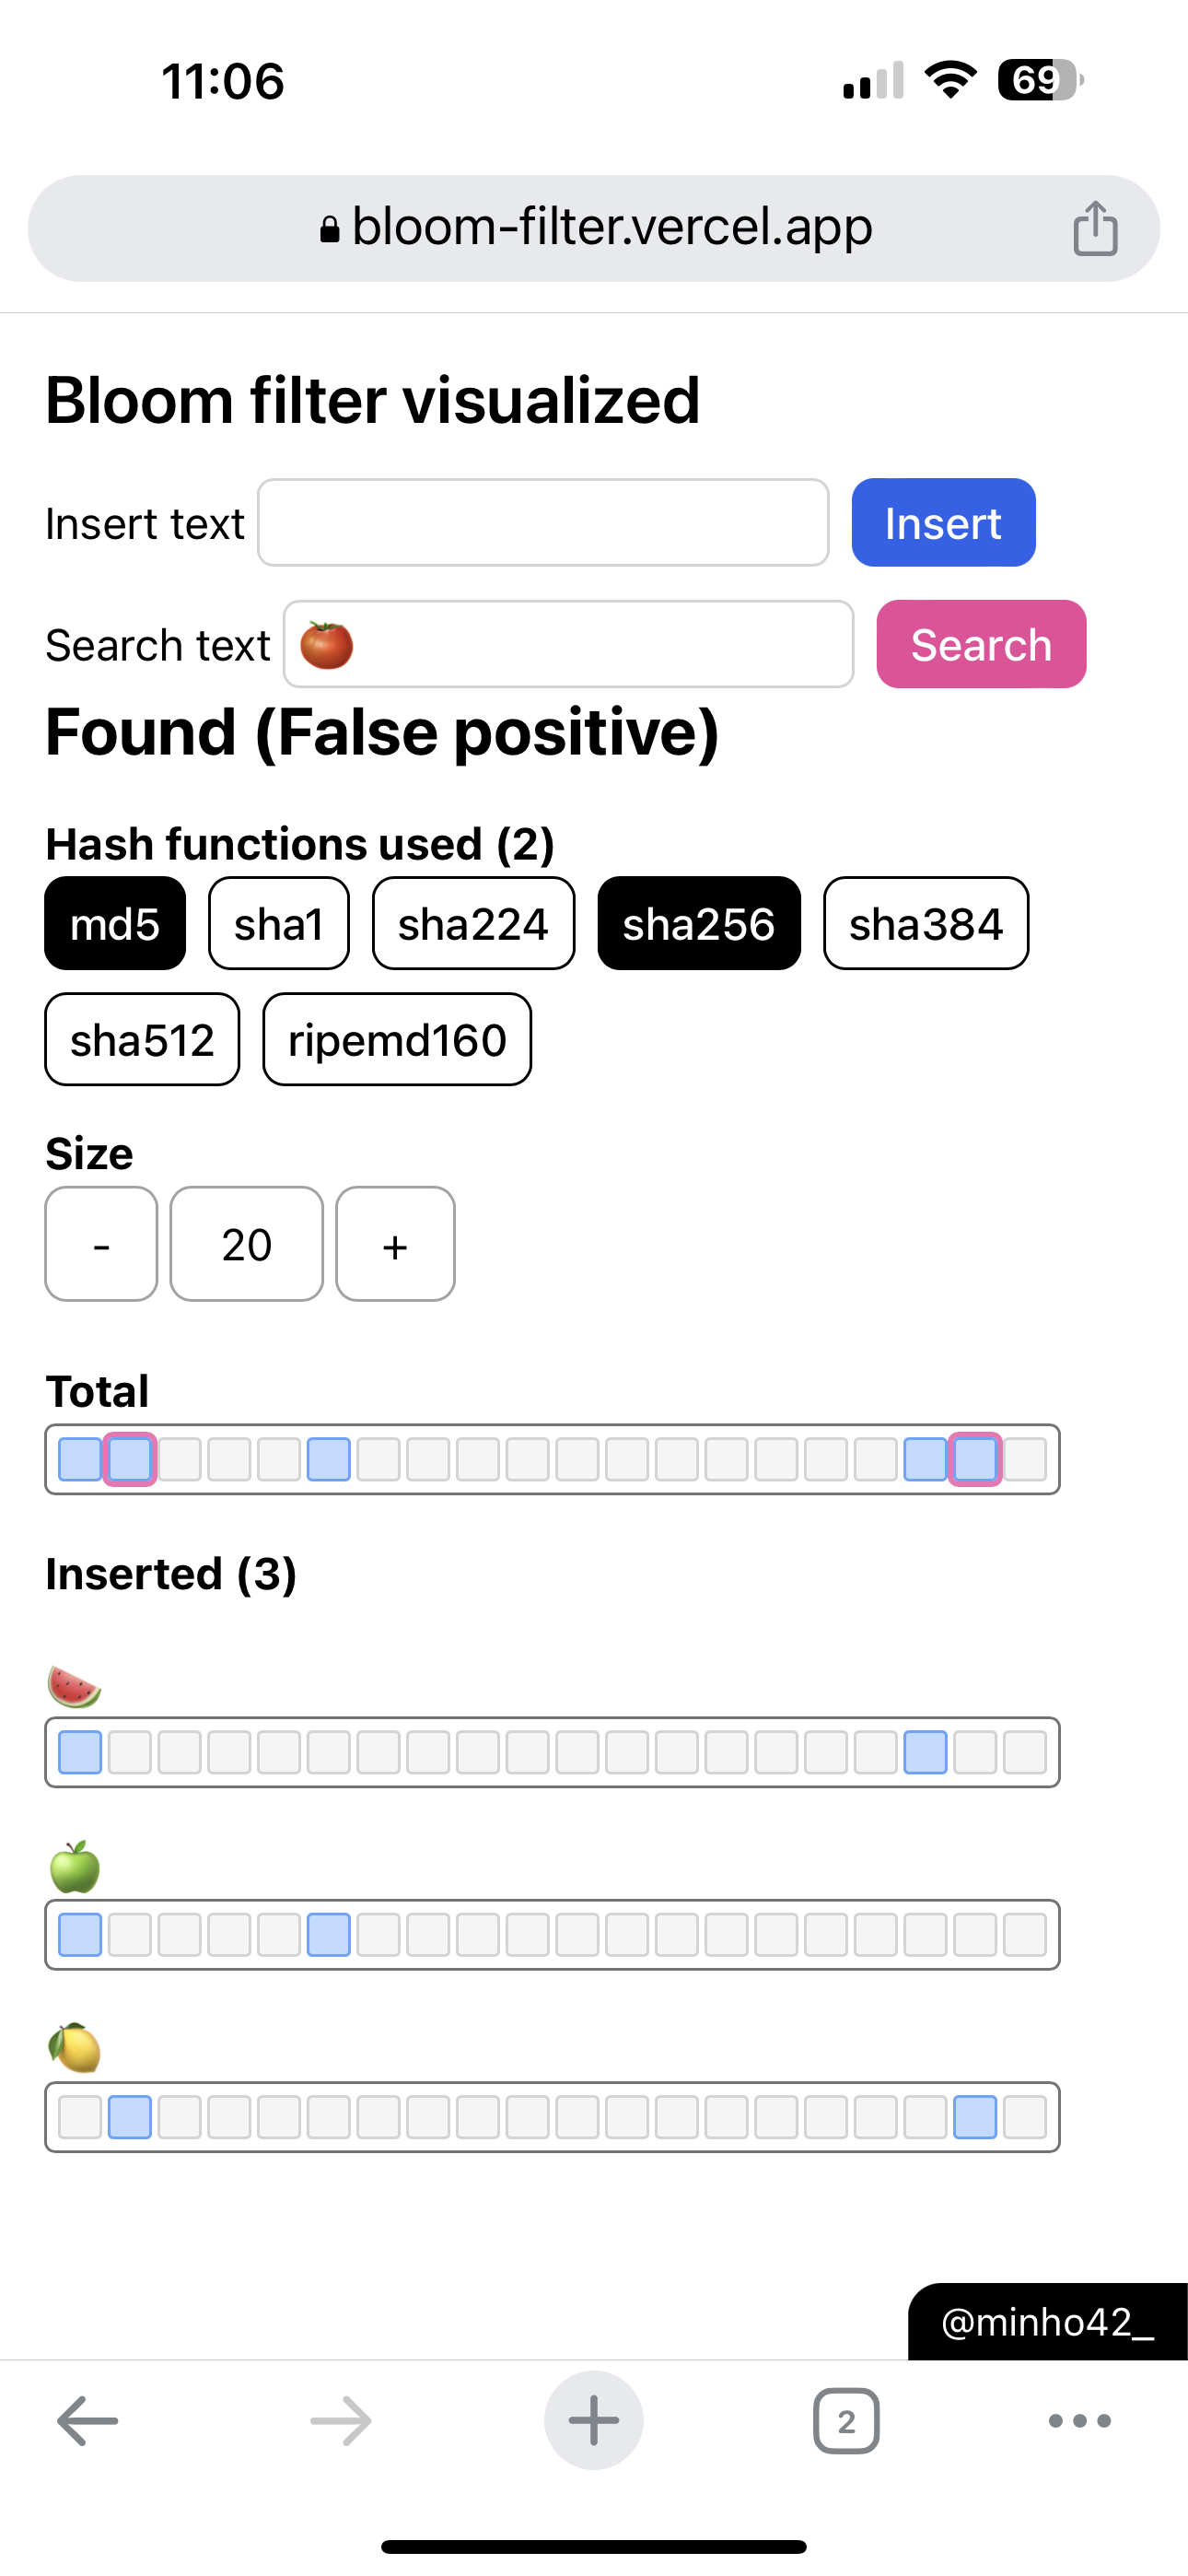 11:06 69
bloom-filter.vercel.app
Bloom filter visualized
Insert text Insert
Search text 🍅 Search
Found (False positive)
Hash functions used (2)
md5 sha1 sha224 sha256 sha384
sha512 ripemd160
Size
- 20 +
Total
Inserted (3)
🍉
🍏
🍋
@minho42_
2